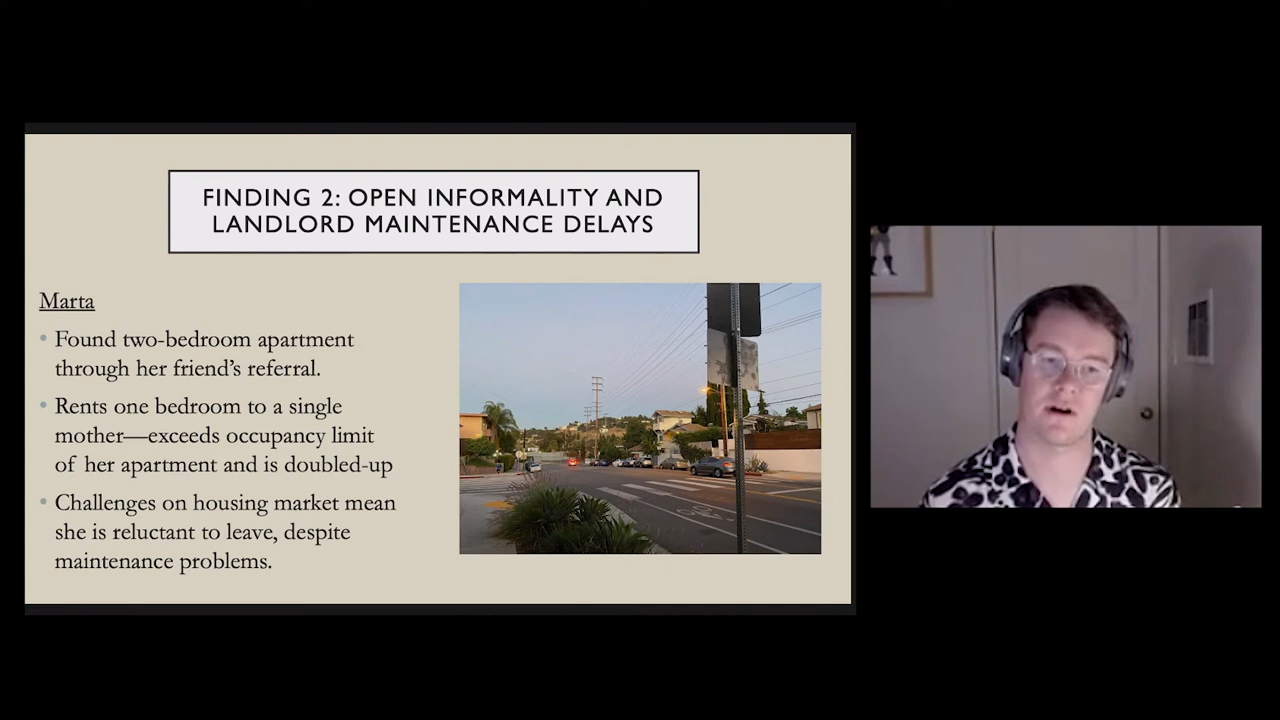 FINDING 2: OPEN INFORMALITY AND
LANDLORD MAINTENANCE DELAYS
Marta
• Found two-bedroom apartment
through her friend’s referral.
• Rents one bedroom to a single
mother—exceeds occupancy limit
of her apartment and is doubled-up
• Challenges on housing market mean
she is reluctant to leave, despite
maintenance problems.